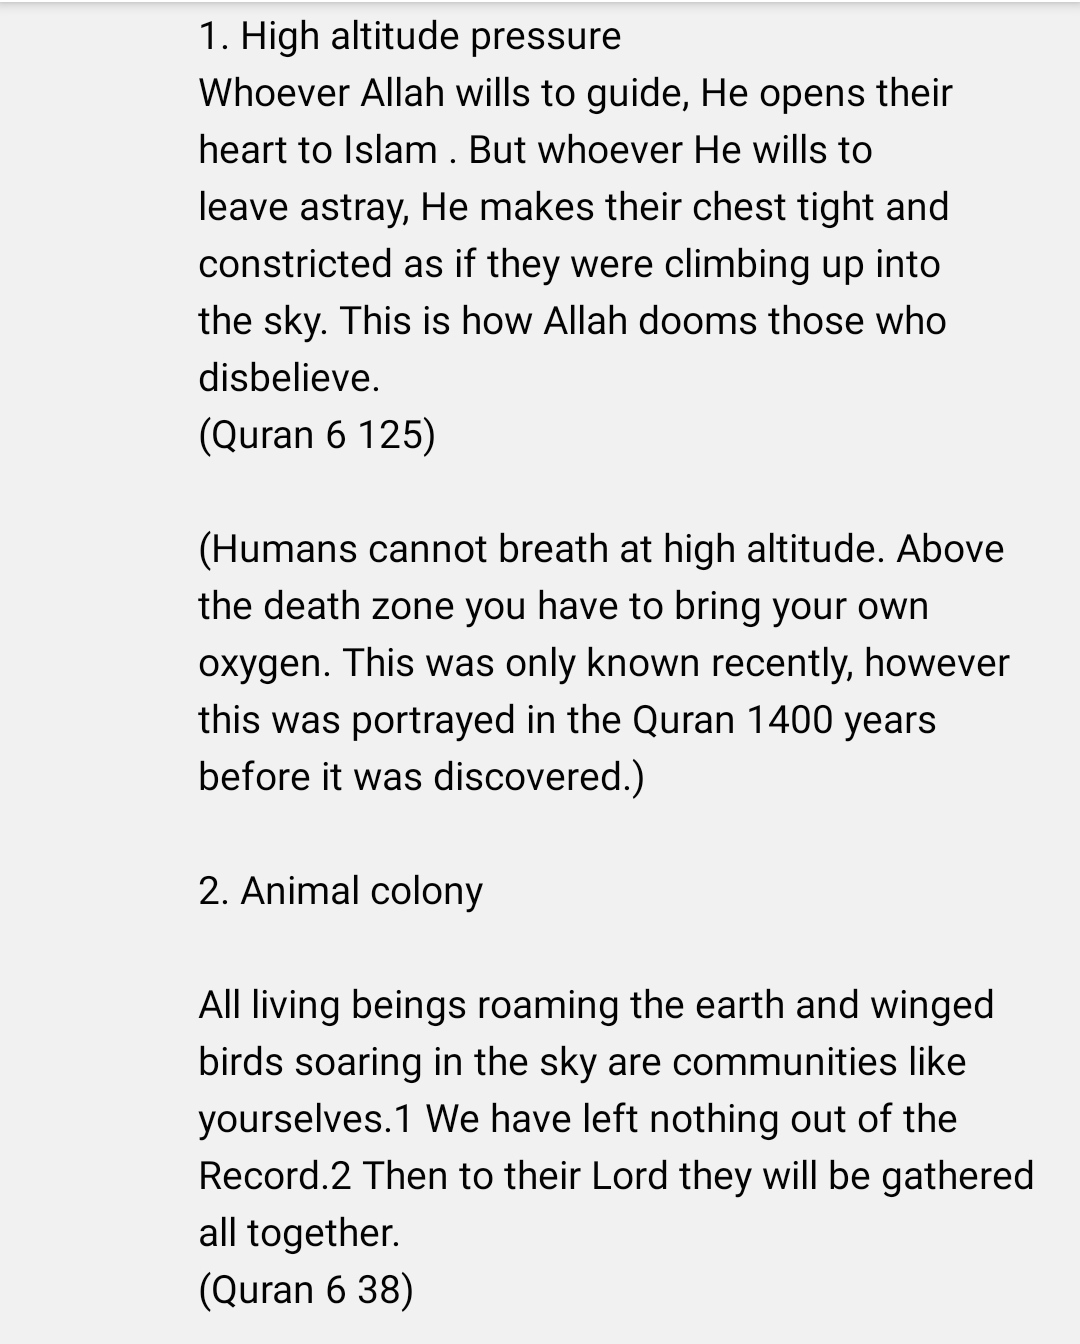 1. High altitude pressure
Whoever Allah wills to guide, He opens their
heart to Islam . But whoever He wills to
leave astray, He makes their chest tight and
constricted as if they were climbing up into
the sky. This is how Allah dooms those who
disbelieve.
(Quran 6 125)
(Humans cannot breath at high altitude. Above
the death zone you have to bring your own
oxygen. This was only known recently, however
this was portrayed in the Quran 1400 years
before it was discovered.)
2. Animal colony
All living beings roaming the earth and winged
birds soaring in the sky are communities like
yourselves.1 We have left nothing out of the
Record.2 Then to their Lord they will be gathered
all together.
(Quran 6 38)